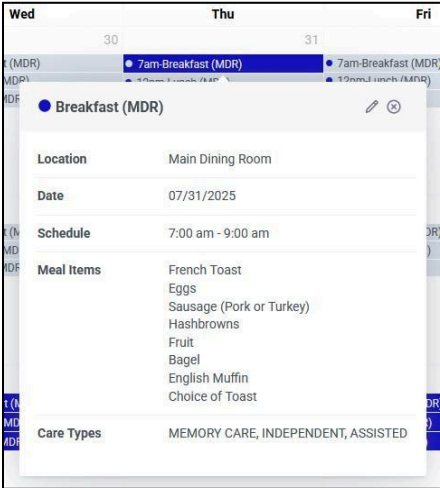 Wed Thu Fri
30 31
t (MDR) 7am-Breakfast (MDR) 7am-Breakfast (MDR)
MDR) 12pm-Lunch (MDR)
Breakfast (MDR)
Location Main Dining Room
Date 07/31/2025
Schedule 7:00 am - 9:00 am
Meal Items French Toast
Eggs
Sausage (Pork or Turkey)
Hashbrowns
Fruit
Bagel
English Muffin
Choice of Toast
Care Types MEMORY CARE, INDEPENDENT, ASSISTED